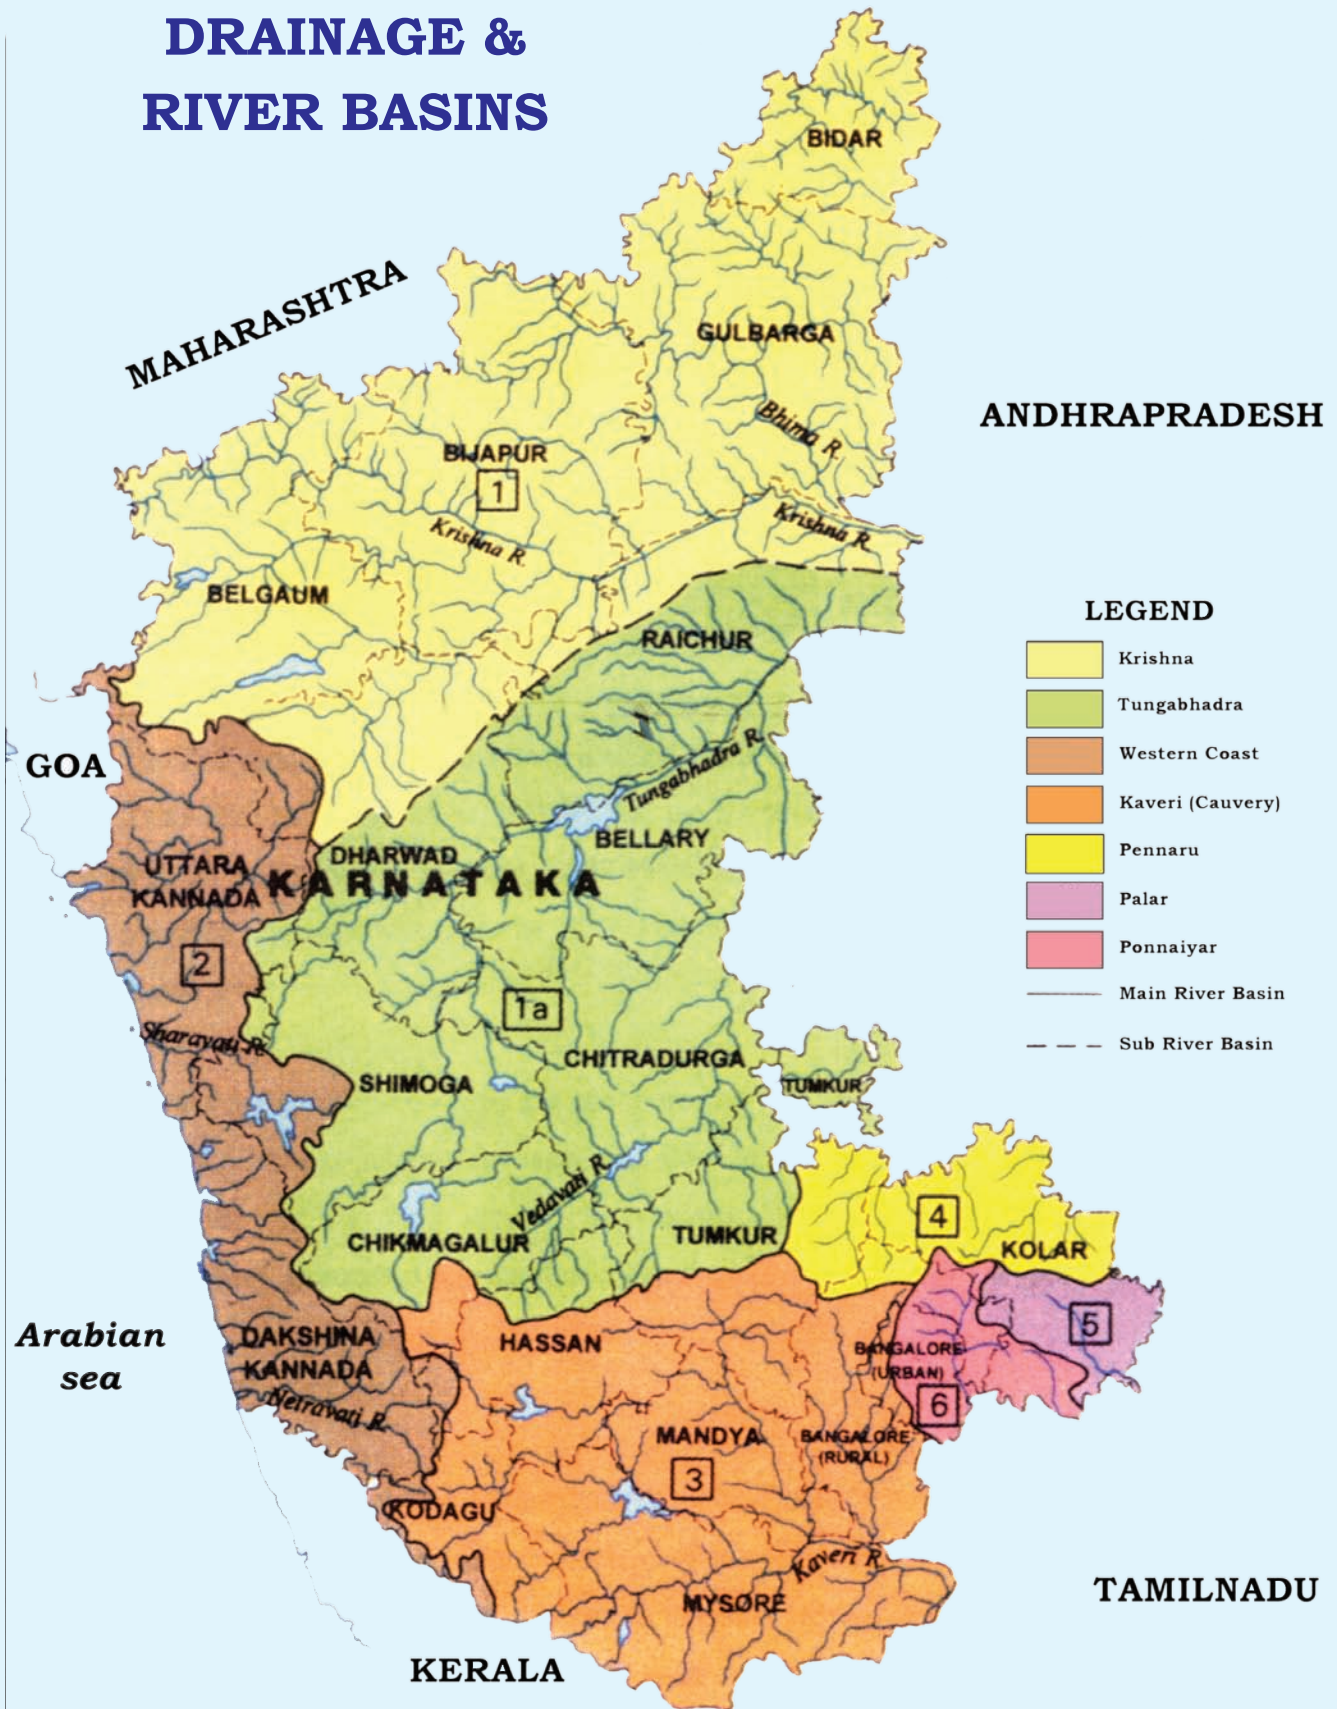 DRAINAGE &
RIVER BASINS
BIDAR
MAHARASHTRA
GULBARGA
ANDHRAPRADESH
Bhima R.
BIJAPUR
1
Krishna R.
Krishna R.
BELGAUM
LEGEND
Krishna
Tungabhadra
Western Coast
Kaveri (Cauvery)
Pennaru
Palar
Ponnaiyar
Main River Basin
Sub River Basin
RAICHUR
GOA
Tungabhadra R.
BELLARY
DHARWAD
UTTARA
KANNADA
KARNATAKA
2
1a
Sharavati R.
CHITRADURGA
SHIMOGA
TUMKUR
Vedavati R.
4
TUMKUR
CHIKMAGALUR
KOLAR
Arabian
sea
DAKSHINA
KANNADA
HASSAN
5
BANGALORE
(URBAN)
6
Netravati R.
MANDYA
BANGALORE
(RURAL)
3
KODAGU
Kaveri R.
MYSORE
TAMILNADU
KERALA